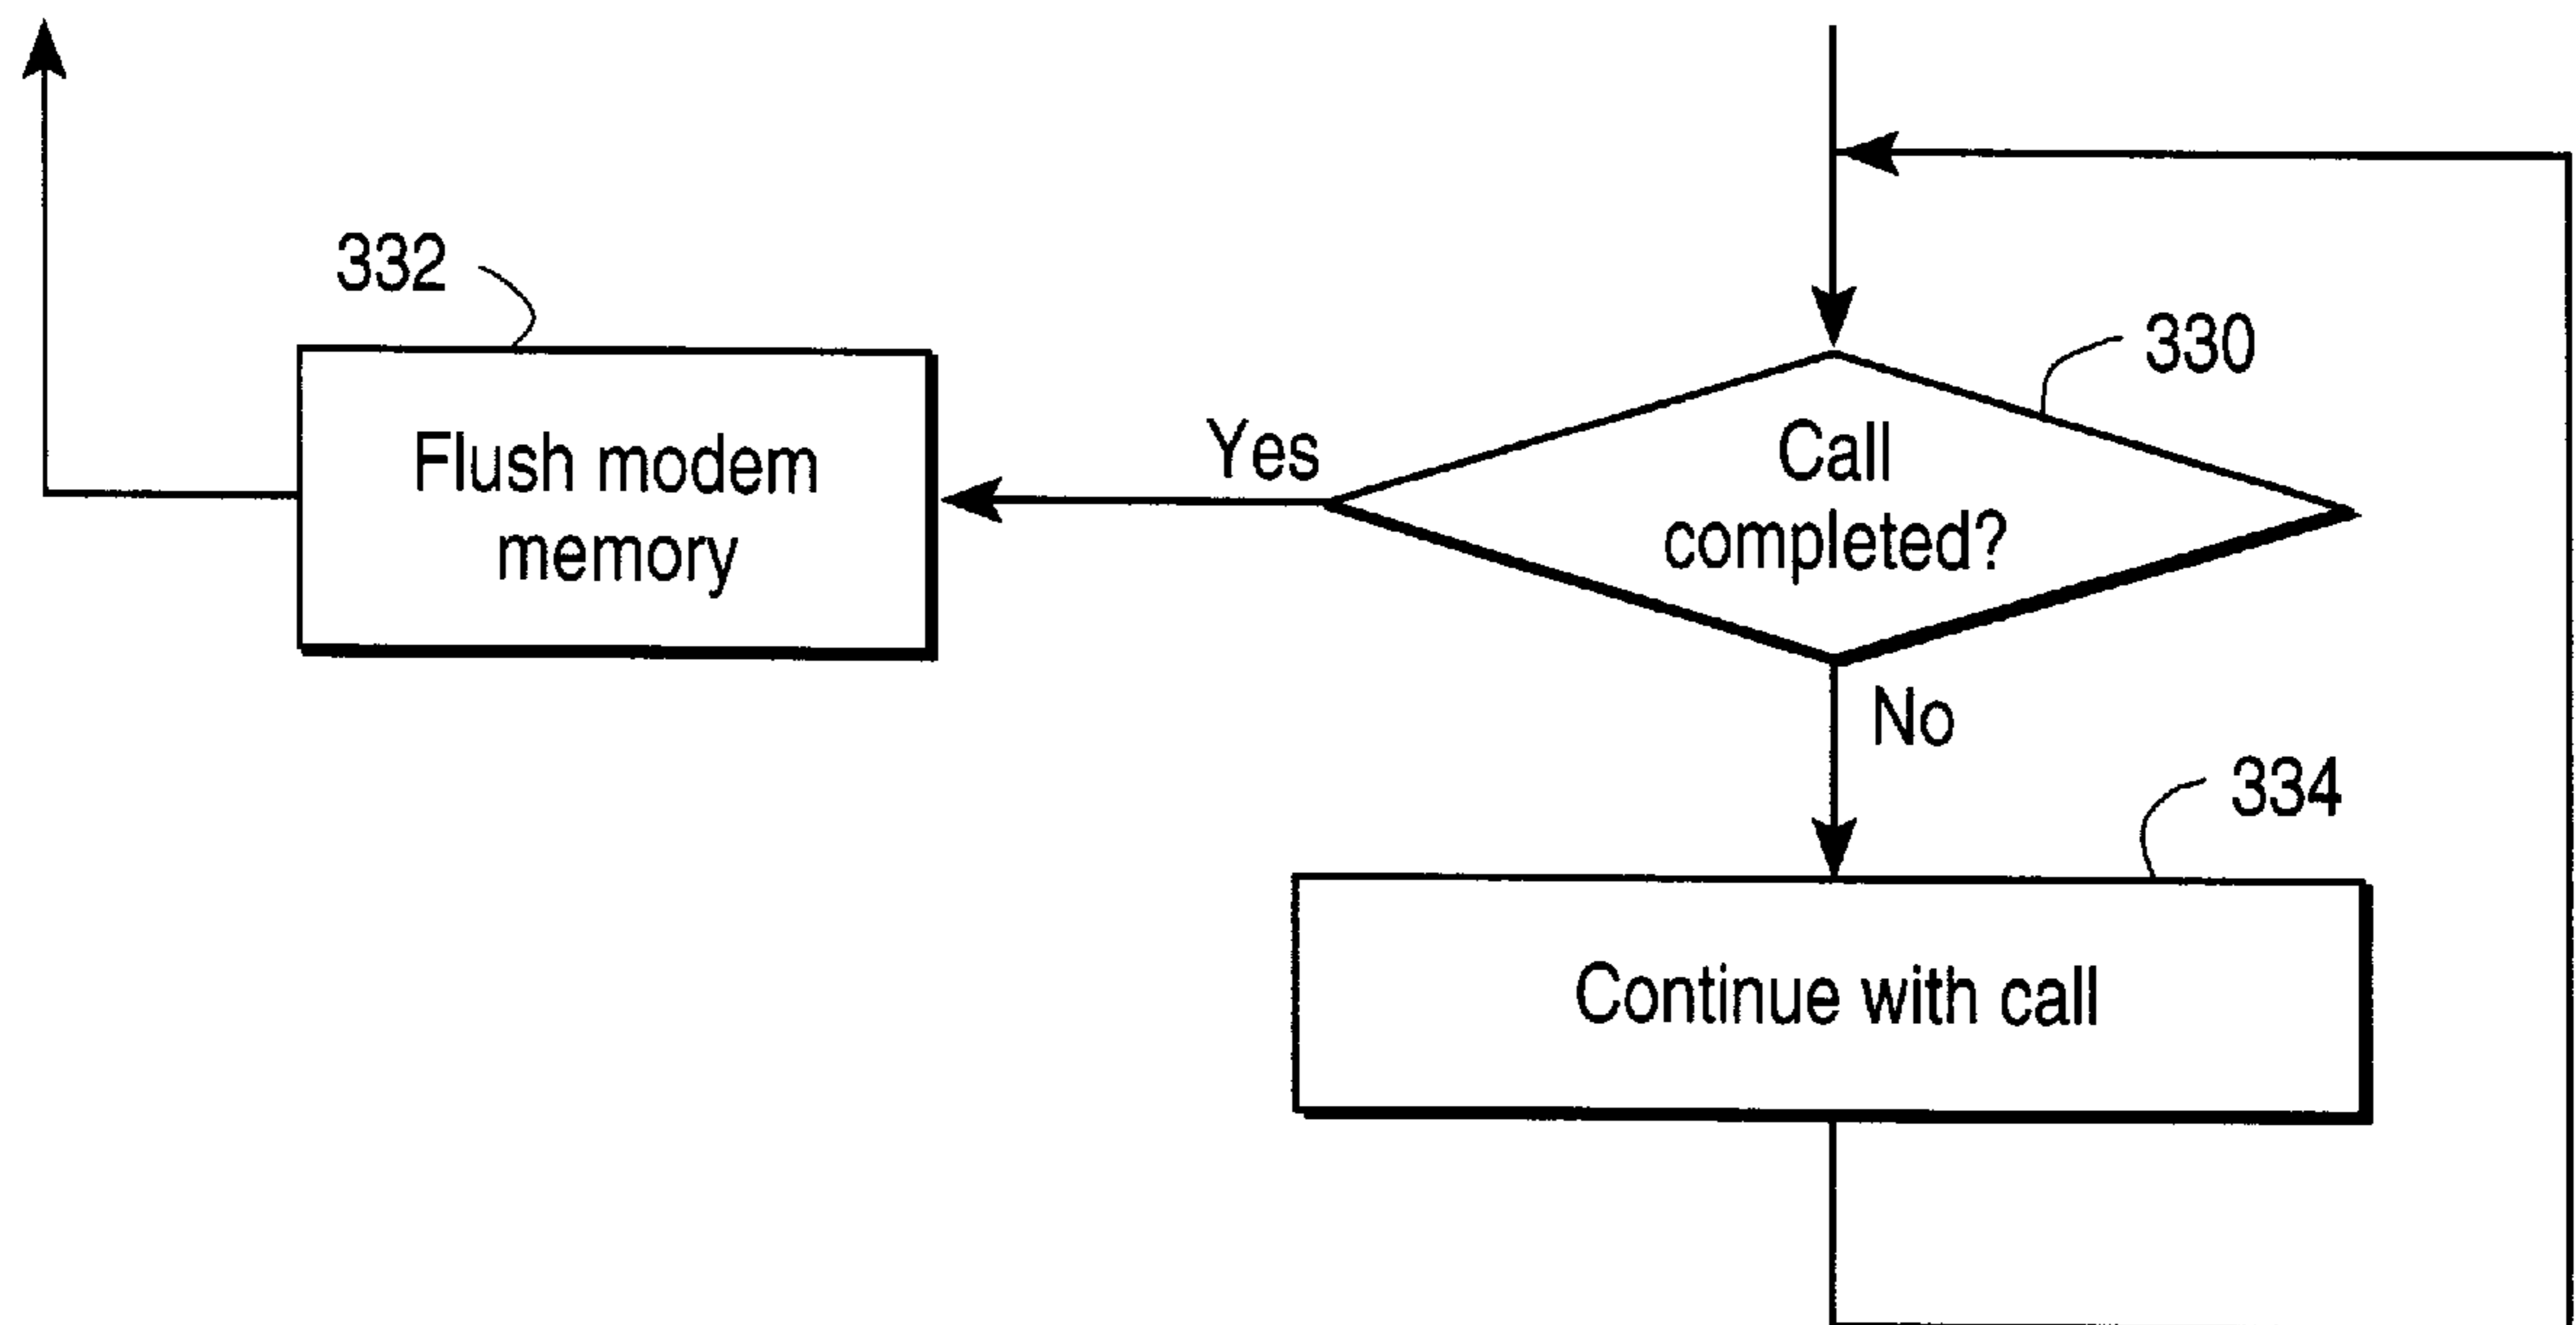 332
330
Flush modem
memory
Yes
Call
completed?
No
334
Continue with call